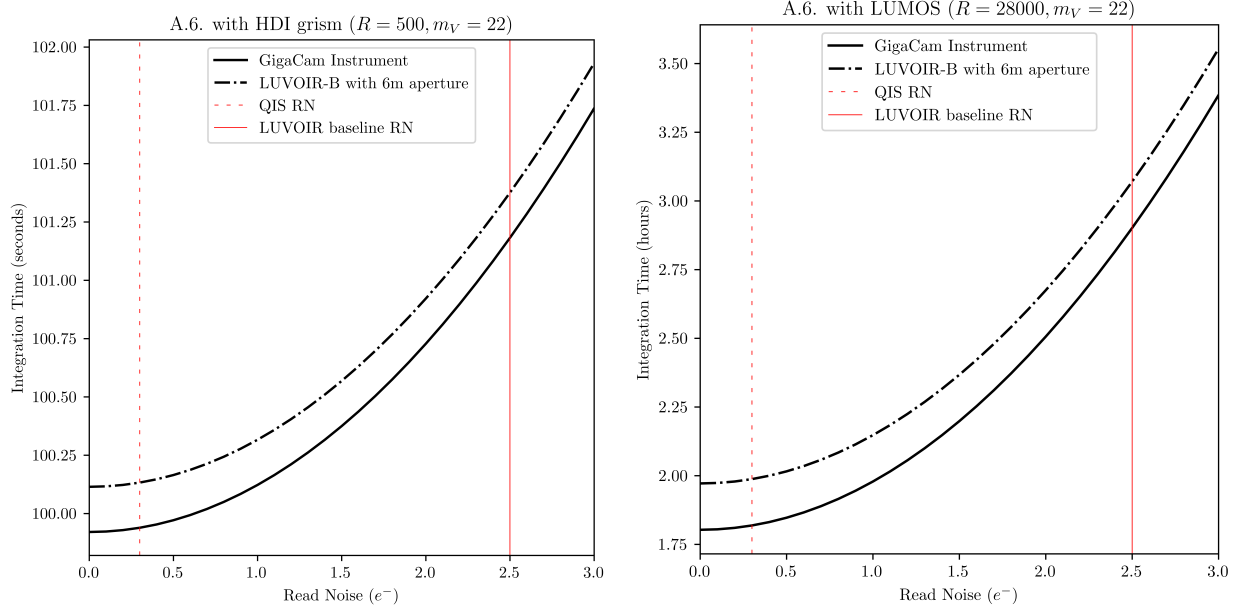 A.6. with HDI grism (R = 500, m_V = 22)
GigaCam Instrument
LUVOIR-B with 6m aperture
QIS RN
LUVOIR baseline RN
Integration Time (seconds)
102.00
101.75
101.50
101.25
101.00
100.75
100.50
100.25
100.00
0.0 0.5 1.0 1.5 2.0 2.5 3.0
Read Noise (e⁻)
A.6. with LUMOS (R = 28000, m_V = 22)
GigaCam Instrument
LUVOIR-B with 6m aperture
QIS RN
LUVOIR baseline RN
Integration Time (hours)
3.50
3.25
3.00
2.75
2.50
2.25
2.00
1.75
0.0 0.5 1.0 1.5 2.0 2.5 3.0
Read Noise (e⁻)